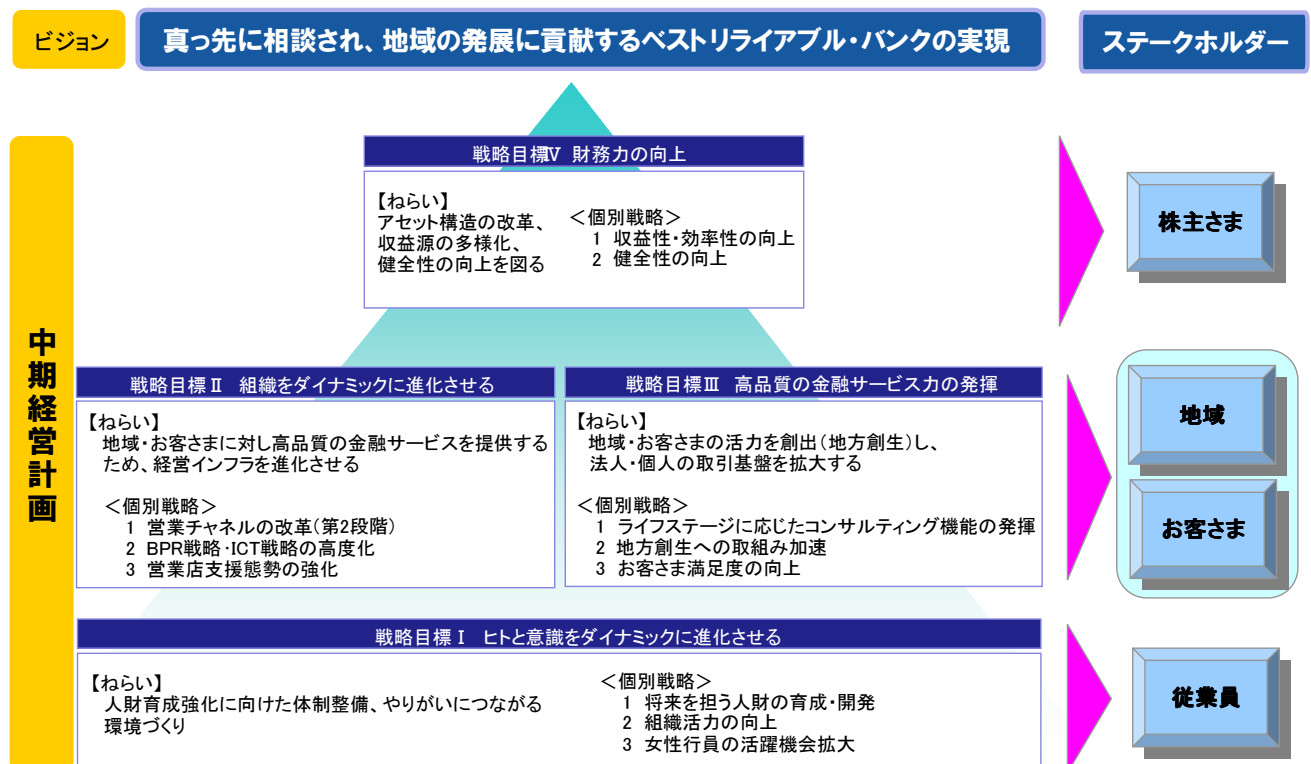 ビジョン
真っ先に相談され、地域の発展に貢献するベストリライアブル・バンクの実現
ステークホルダー
中期経営計画
戦略目標Ⅳ 財務力の向上
【ねらい】
アセット構造の改革、
収益源の多様化、
健全性の向上を図る
＜個別戦略＞
1 収益性・効率性の向上
2 健全性の向上
株主さま
戦略目標Ⅱ 組織をダイナミックに進化させる
【ねらい】
地域・お客さまに対し高品質の金融サービスを提供する
ため、経営インフラを進化させる
＜個別戦略＞
1 営業チャネルの改革（第2段階）
2 BPR戦略・ICT戦略の高度化
3 営業店支援態勢の強化
戦略目標Ⅲ 高品質の金融サービス力の発揮
【ねらい】
地域・お客さまの活力を創出（地方創生）し、
法人・個人の取引基盤を拡大する
＜個別戦略＞
1 ライフステージに応じたコンサルティング機能の発揮
2 地方創生への取組み加速
3 お客さま満足度の向上
地域
お客さま
戦略目標Ⅰ ヒトと意識をダイナミックに進化させる
【ねらい】
人財育成強化に向けた体制整備、やりがいにつながる
環境づくり
＜個別戦略＞
1 将来を担う人財の育成・開発
2 組織活力の向上
3 女性行員の活躍機会拡大
従業員